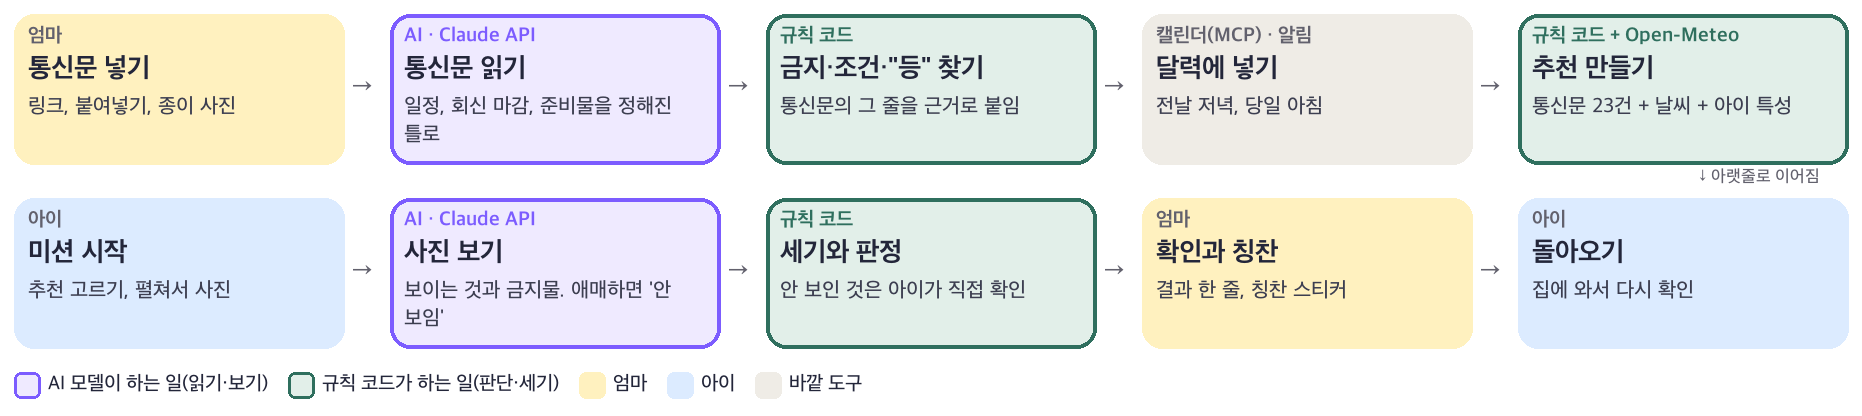 엄마
통신문 넣기
링크, 붙여넣기, 종이 사진
→
AI · Claude API
통신문 읽기
일정, 회신 마감, 준비물을 정해진
틀로
→
규칙 코드
금지·조건·"등" 찾기
통신문의 그 줄을 근거로 붙임
→
캘린더(MCP) · 알림
달력에 넣기
전날 저녁, 당일 아침
→
규칙 코드 + Open-Meteo
추천 만들기
통신문 23건 + 날씨 + 아이 특성
↓ 아랫줄로 이어짐
아이
미션 시작
추천 고르기, 펼쳐서 사진
→
AI · Claude API
사진 보기
보이는 것과 금지물. 애매하면 '안
보임'
→
규칙 코드
세기와 판정
안 보인 것은 아이가 직접 확인
→
엄마
확인과 칭찬
결과 한 줄, 칭찬 스티커
→
아이
돌아오기
집에 와서 다시 확인
AI 모델이 하는 일(읽기·보기)
규칙 코드가 하는 일(판단·세기)
엄마
아이
바깥 도구